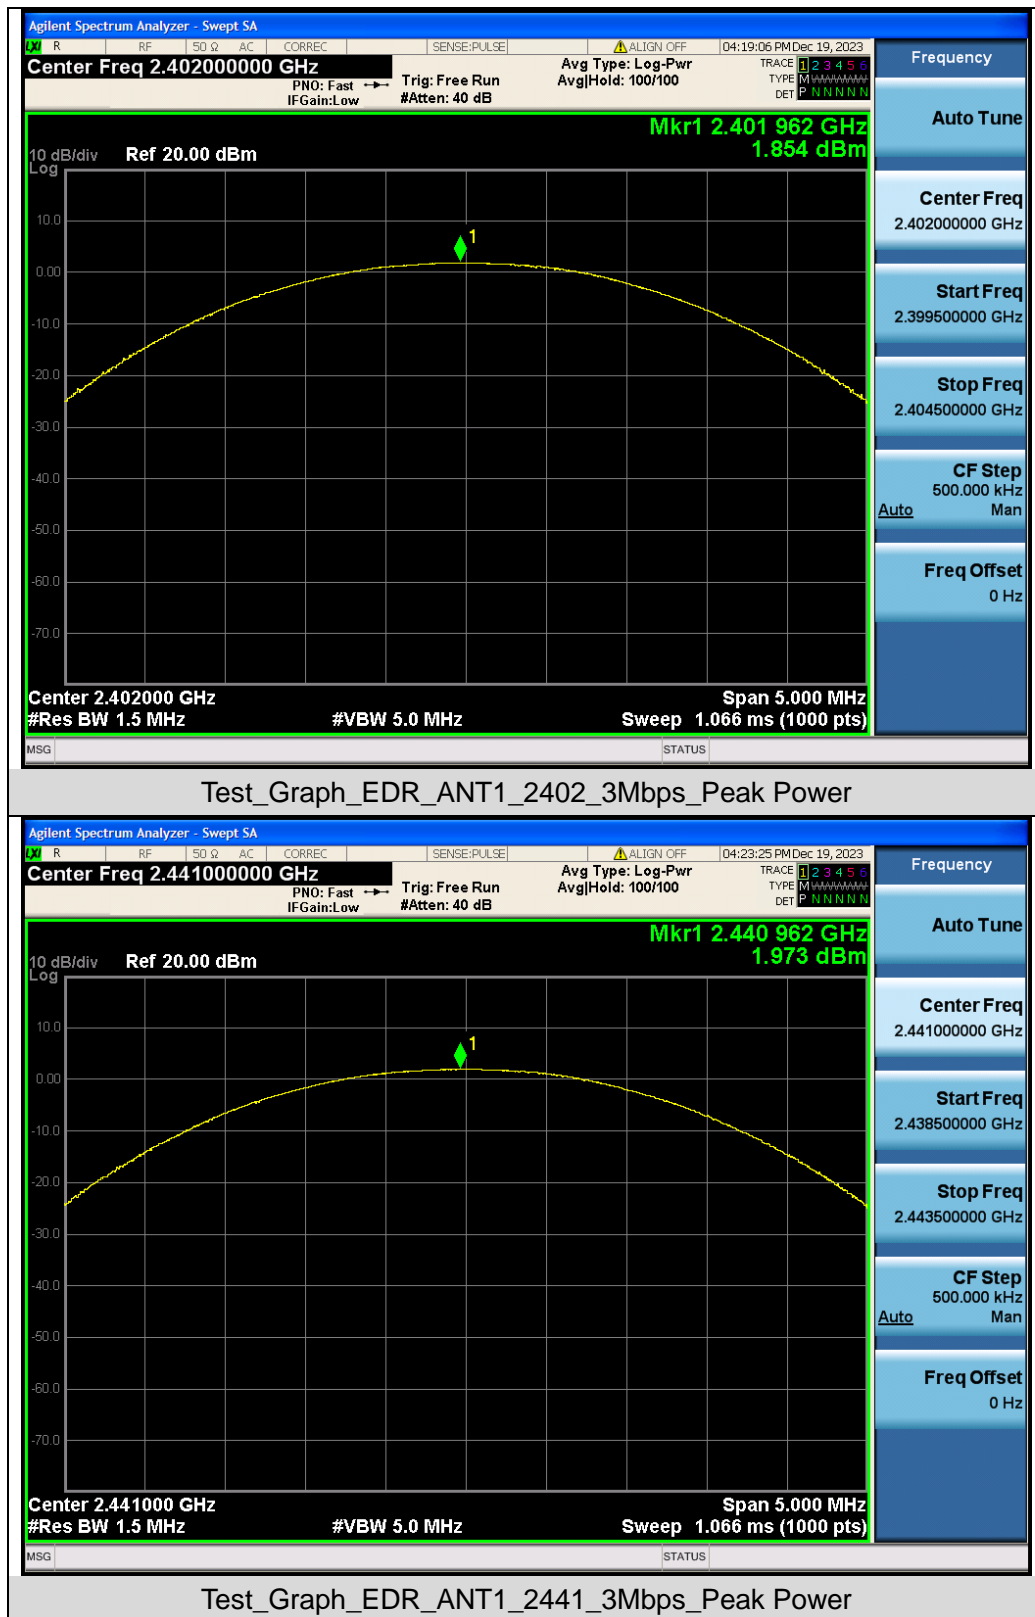 Agilent Spectrum Analyzer - Swept SA
LXI R RF 50 Ω AC CORREC SENSE:PULSE ALIGN OFF 04:19:06 PM Dec 19, 2023
Center Freq 2.402000000 GHz
PNO: Fast
IFGain:Low
Trig: Free Run
#Atten: 40 dB
Avg Type: Log-Pwr
Avg|Hold: 100/100
TRACE 1 2 3 4 5 6
TYPE M
DET P N N N N N
Mkr1 2.401 962 GHz
1.854 dBm
10 dB/div Ref 20.00 dBm
Log
10.0
0.00
-10.0
-20.0
-30.0
-40.0
-50.0
-60.0
-70.0
1
Center 2.402000 GHz Span 5.000 MHz
#Res BW 1.5 MHz #VBW 5.0 MHz Sweep 1.066 ms (1000 pts)
MSG STATUS
Frequency
Auto Tune
Center Freq
2.402000000 GHz
Start Freq
2.399500000 GHz
Stop Freq
2.404500000 GHz
CF Step
500.000 kHz
Auto Man
Freq Offset
0 Hz
Test_Graph_EDR_ANT1_2402_3Mbps_Peak Power
Agilent Spectrum Analyzer - Swept SA
LXI R RF 50 Ω AC CORREC SENSE:PULSE ALIGN OFF 04:23:25 PM Dec 19, 2023
Center Freq 2.441000000 GHz
PNO: Fast
IFGain:Low
Trig: Free Run
#Atten: 40 dB
Avg Type: Log-Pwr
Avg|Hold: 100/100
TRACE 1 2 3 4 5 6
TYPE M
DET P N N N N N
Mkr1 2.440 962 GHz
1.973 dBm
10 dB/div Ref 20.00 dBm
Log
10.0
0.00
-10.0
-20.0
-30.0
-40.0
-50.0
-60.0
-70.0
1
Center 2.441000 GHz Span 5.000 MHz
#Res BW 1.5 MHz #VBW 5.0 MHz Sweep 1.066 ms (1000 pts)
MSG STATUS
Frequency
Auto Tune
Center Freq
2.441000000 GHz
Start Freq
2.438500000 GHz
Stop Freq
2.443500000 GHz
CF Step
500.000 kHz
Auto Man
Freq Offset
0 Hz
Test_Graph_EDR_ANT1_2441_3Mbps_Peak Power